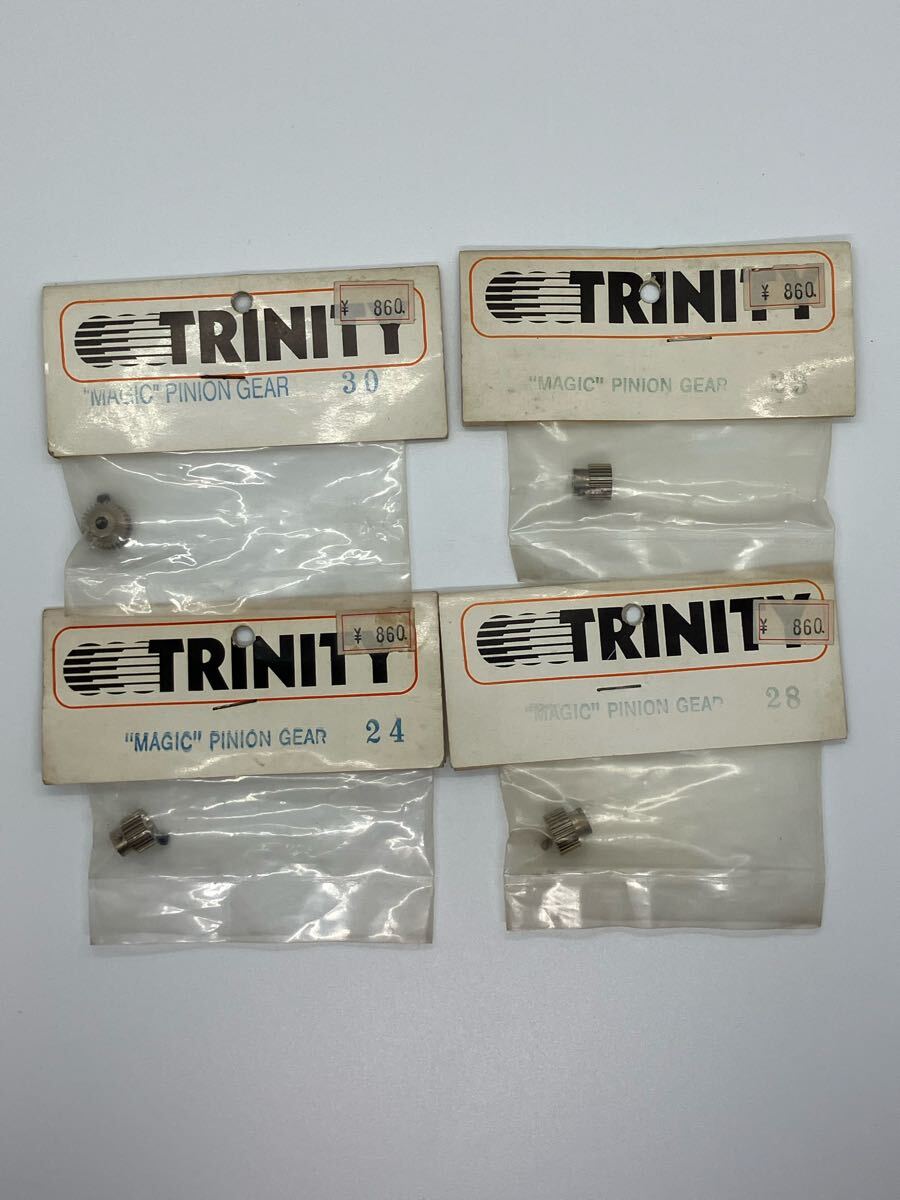 TRINITY
¥ 860.
"MAGIC" PINION GEAR 30
TRINITY
¥ 860.
"MAGIC" PINION GEAR
TRINITY
¥ 860.
"MAGIC" PINION GEAR 24
TRINITY
¥ 860.
"MAGIC" PINION GEAR 28